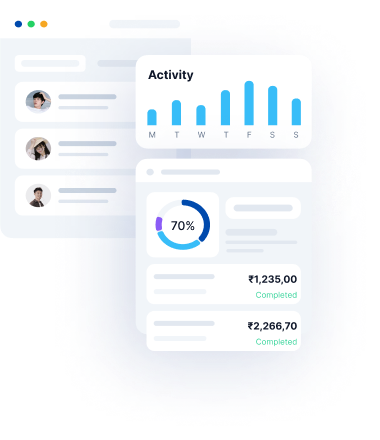 Activity
M T W T F S S
70%
₹1,235,00
Completed
₹2,266,70
Completed